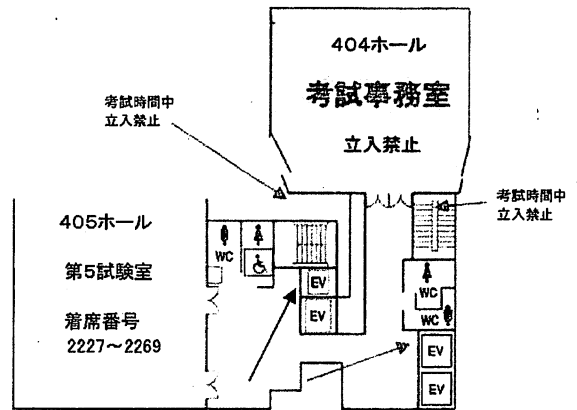 404ホール
考試事務室
立入禁止
考試時間中
立入禁止
考試時間中
立入禁止
405ホール
第5試験室
着席番号
2227～2269
WC
EV
EV
WC
WC
EV
EV